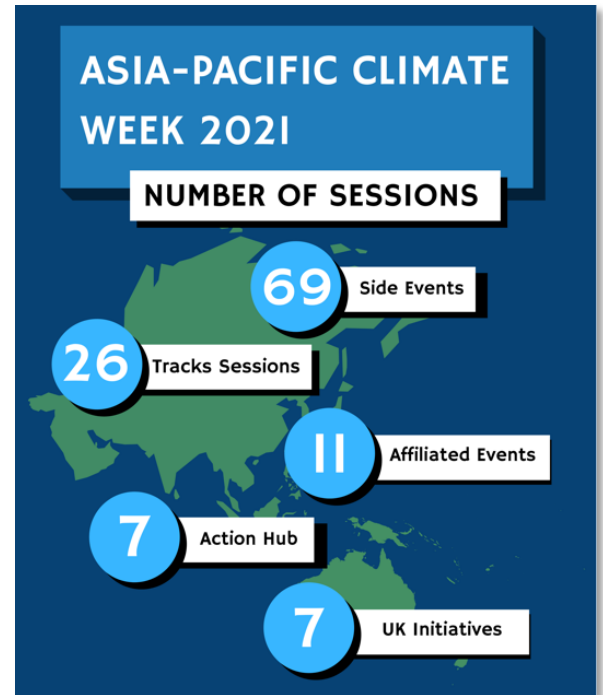 ASIA-PACIFIC CLIMATE
WEEK 2021
NUMBER OF SESSIONS
69 Side Events
26 Tracks Sessions
11 Affiliated Events
7 Action Hub
7 UK Initiatives